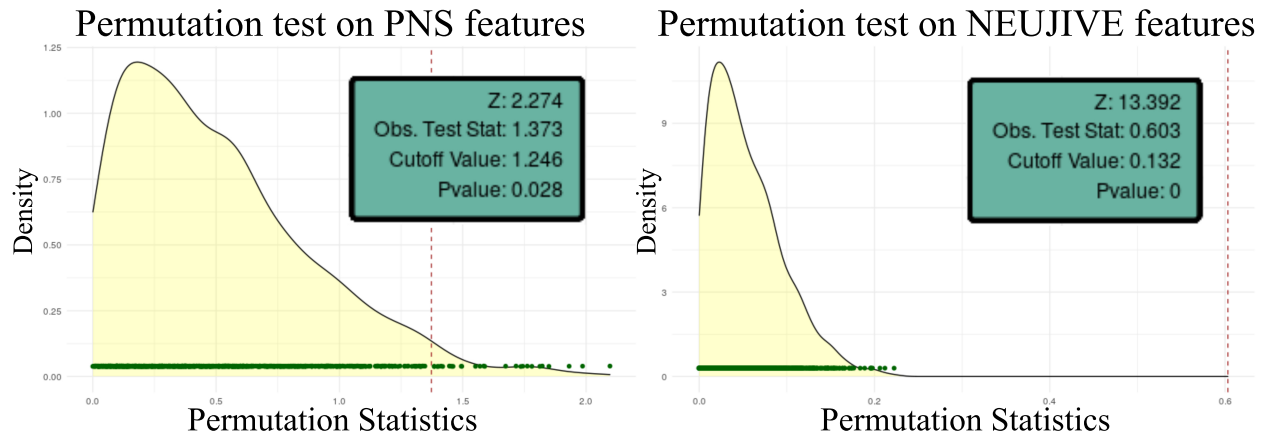 Permutation test on PNS features
Z: 2.274
Obs. Test Stat: 1.373
Cutoff Value: 1.246
Pvalue: 0.028
Density
1.25
1.00
0.75
0.50
0.25
0.00
0.0 0.5 1.0 1.5 2.0
Permutation Statistics
Permutation test on NEUJIVE features
Z: 13.392
Obs. Test Stat: 0.603
Cutoff Value: 0.132
Pvalue: 0
Density
9
6
3
0
0.0 0.2 0.4 0.6
Permutation Statistics